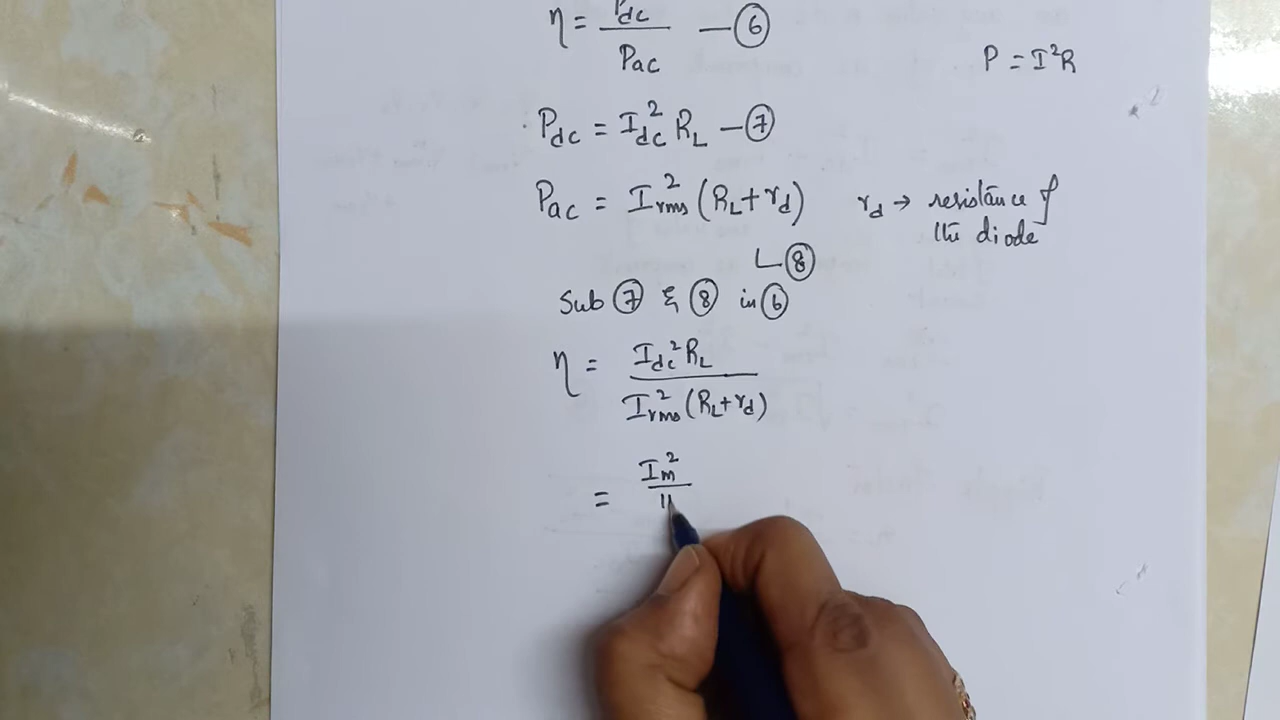 η = Pdc / Pac — ⑥
P = I²R
Pdc = Idc² RL — ⑦
Pac = Irms² (RL + rd)   rd → resistance of
the diode
⑧
Sub ⑦ & ⑧ in ⑥
η = Idc² RL / Irms² (RL + rd)
= Im² /